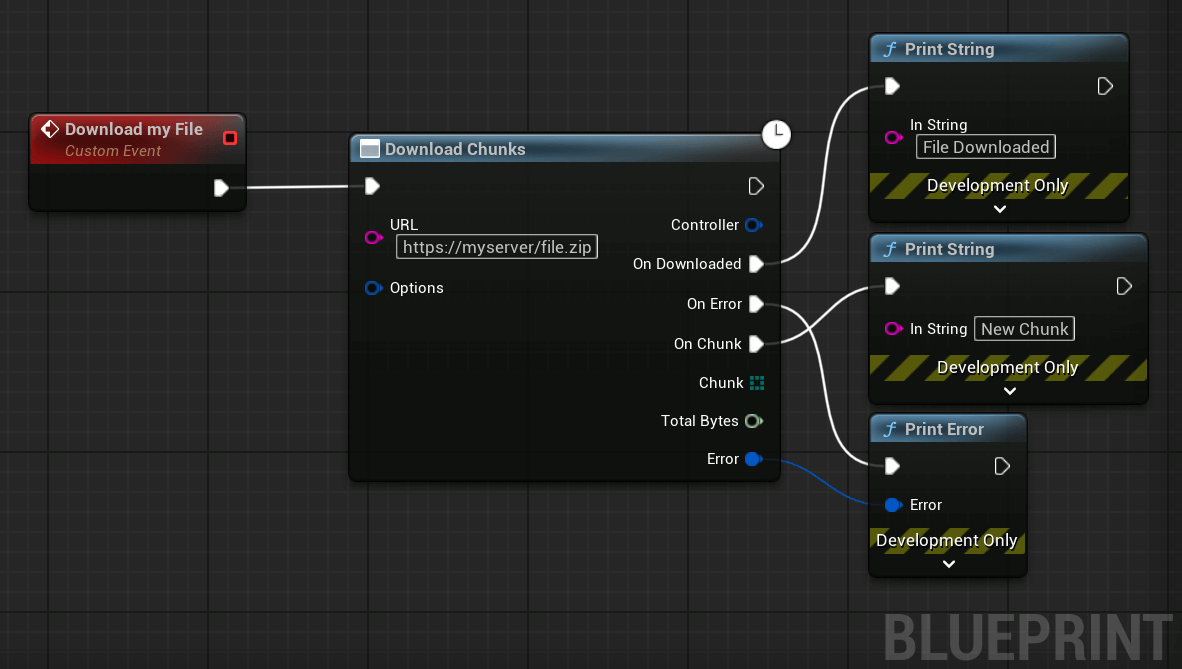 Download my File
Custom Event
Download Chunks
URL
https://myserver/file.zip
Options
Controller
On Downloaded
On Error
On Chunk
Chunk
Total Bytes
Error
Print String
In String
File Downloaded
Development Only
Print String
In String New Chunk
Development Only
Print Error
Error
Development Only
BLUEPRINT